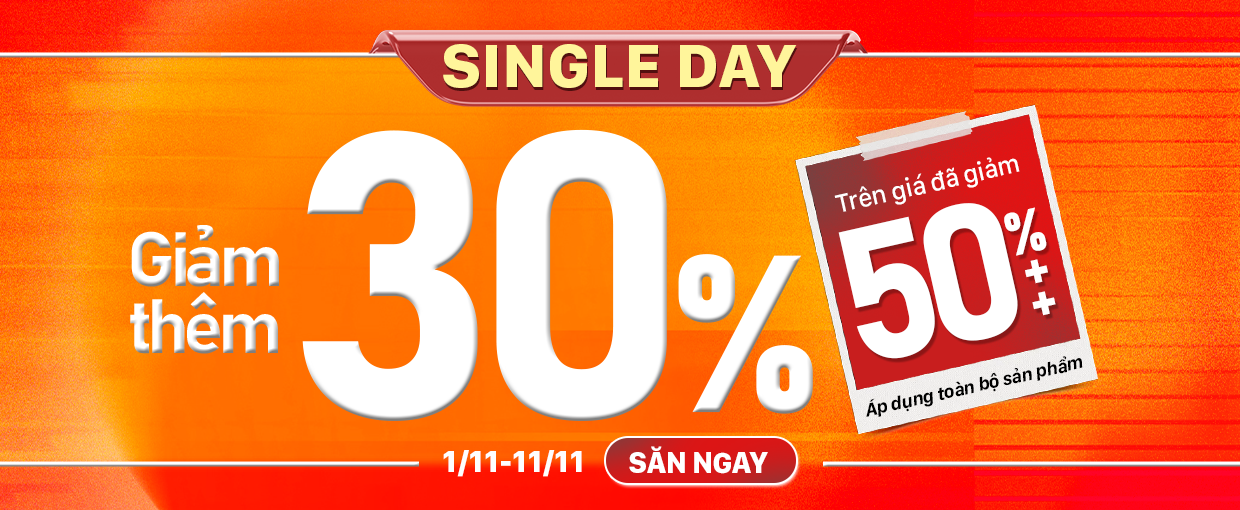 SINGLE DAY
Giảm
thêm
30%
Trên giá đã giảm
50%++
Áp dụng toàn bộ sản phẩm
1/11-11/11
SĂN NGAY